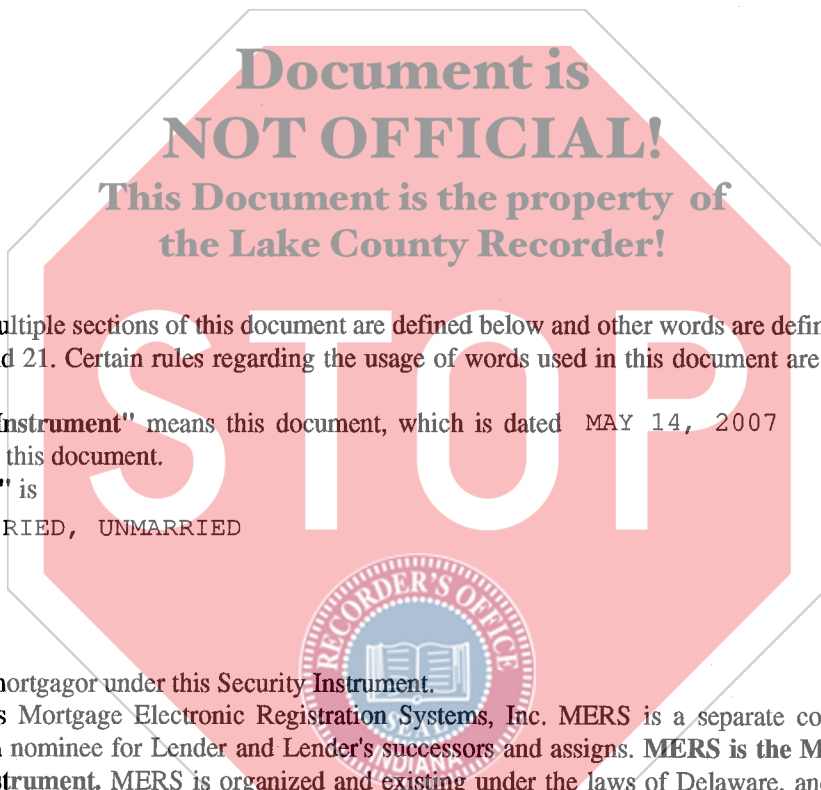 Document is
NOT OFFICIAL!
This Document is the property of
the Lake County Recorder!
ultiple sections of this document are defined below and other words are defin
d 21. Certain rules regarding the usage of words used in this document are
Instrument" means this document, which is dated MAY 14, 2007
this document.
" is
RIED, UNMARRIED
STOP
RECORDER'S OFFICE
SEAL
INDIANA
nortgagor under this Security Instrument.
s Mortgage Electronic Registration Systems, Inc. MERS is a separate co
nominee for Lender and Lender's successors and assigns. MERS is the M
strument. MERS is organized and existing under the laws of Delaware, and